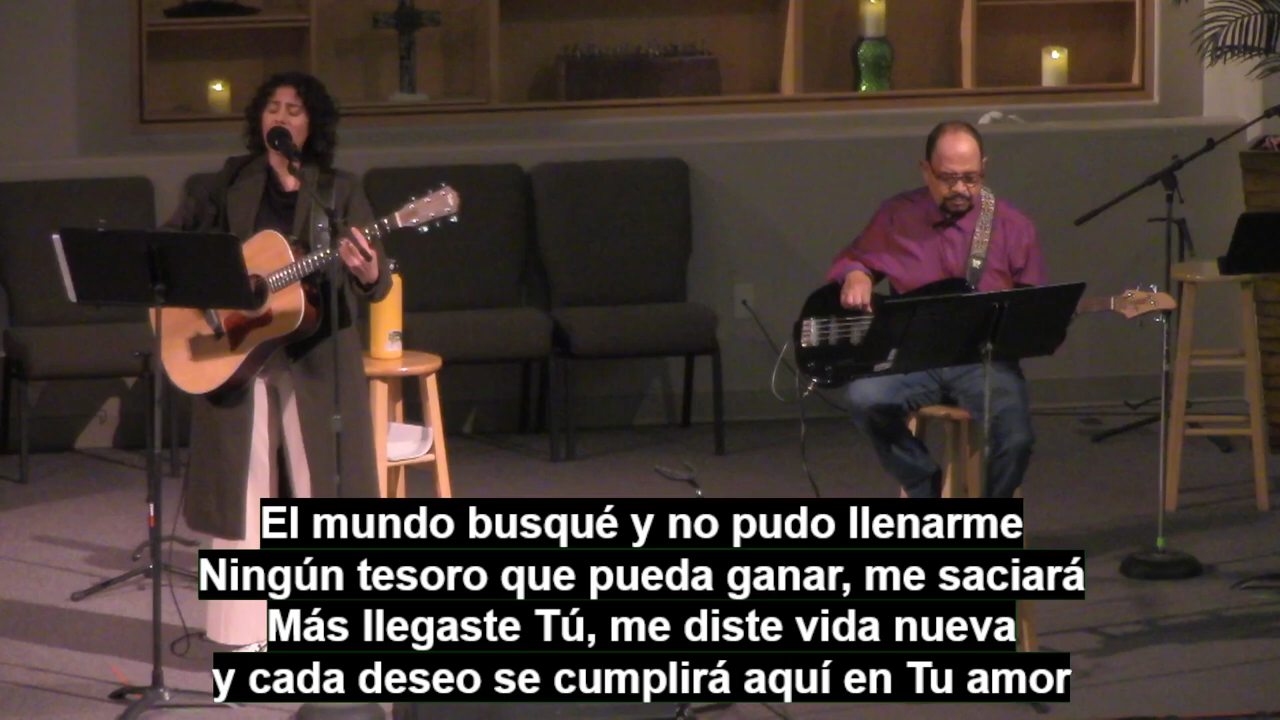 El mundo busqué y no pudo llenarme
Ningún tesoro que pueda ganar, me saciará
Más llegaste Tú, me diste vida nueva
y cada deseo se cumplirá aquí en Tu amor